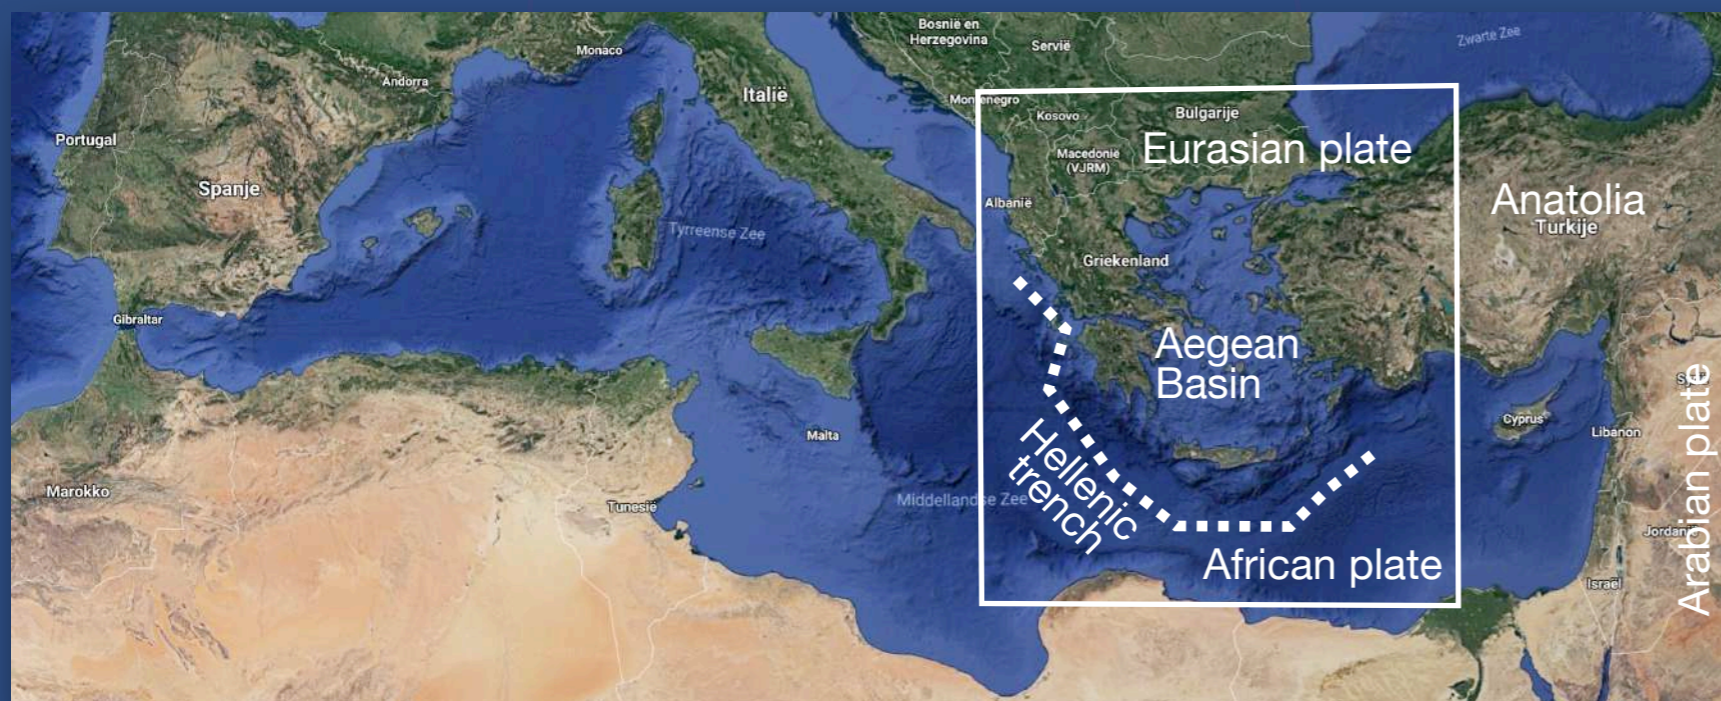 Bosnië en
Herzegovina
Servië
Zwarte Zee
Monaco
Andorra
Italië
Montenegro
Kosovo
Bulgarije
Portugal
Macedonië
(VJRM)
Eurasian plate
Spanje
Albanië
Anatolia
Turkije
Tyrreense Zee
Griekenland
Gibraltar
Aegean
Basin
Malta
Cyprus
Libanon
Hellenic
trench
Marokko
Tunesië
Middellandse Zee
African plate
Jordanië
Israël
Arabian plate